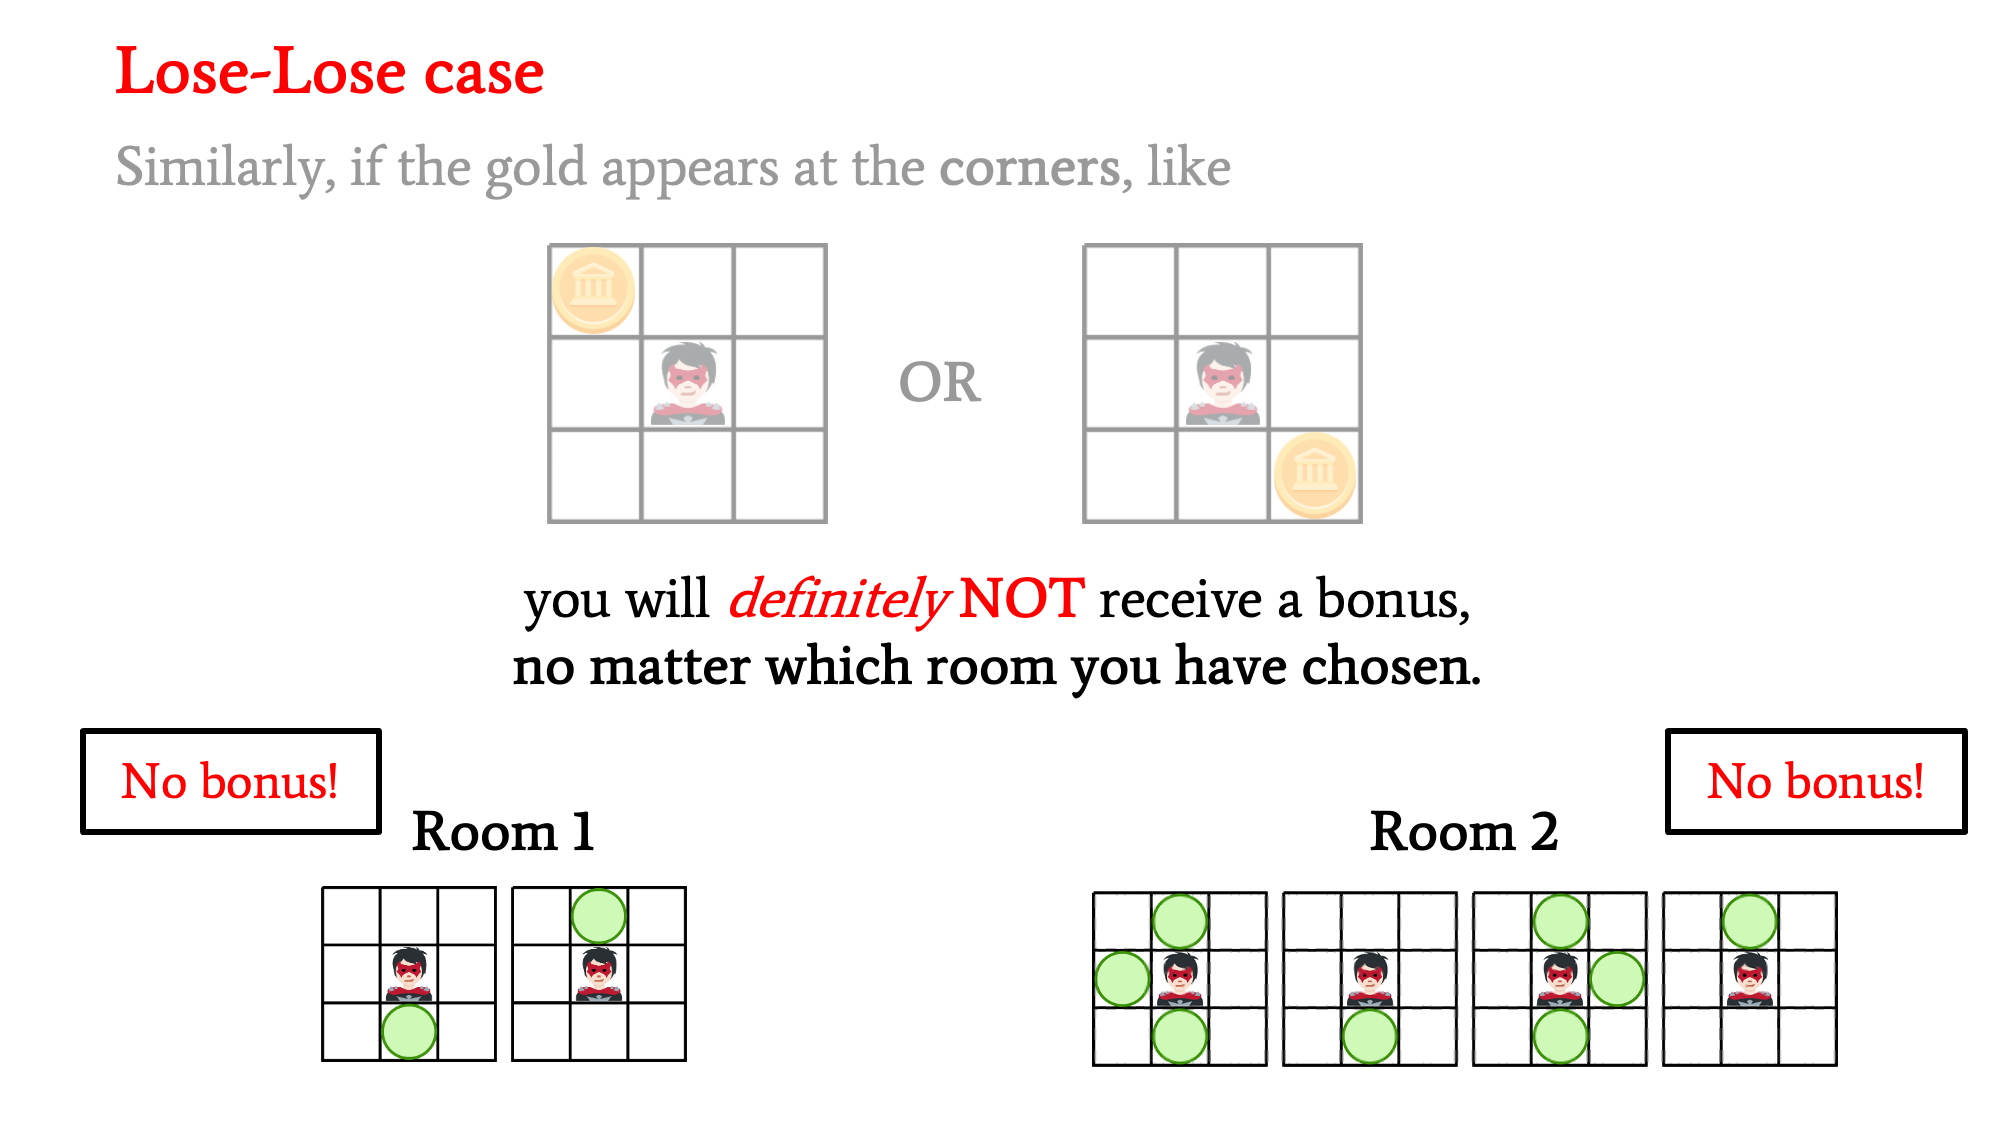 Lose-Lose case
Similarly, if the gold appears at the corners, like
OR
you will definitely NOT receive a bonus,
no matter which room you have chosen.
No bonus!
No bonus!
Room 1
Room 2